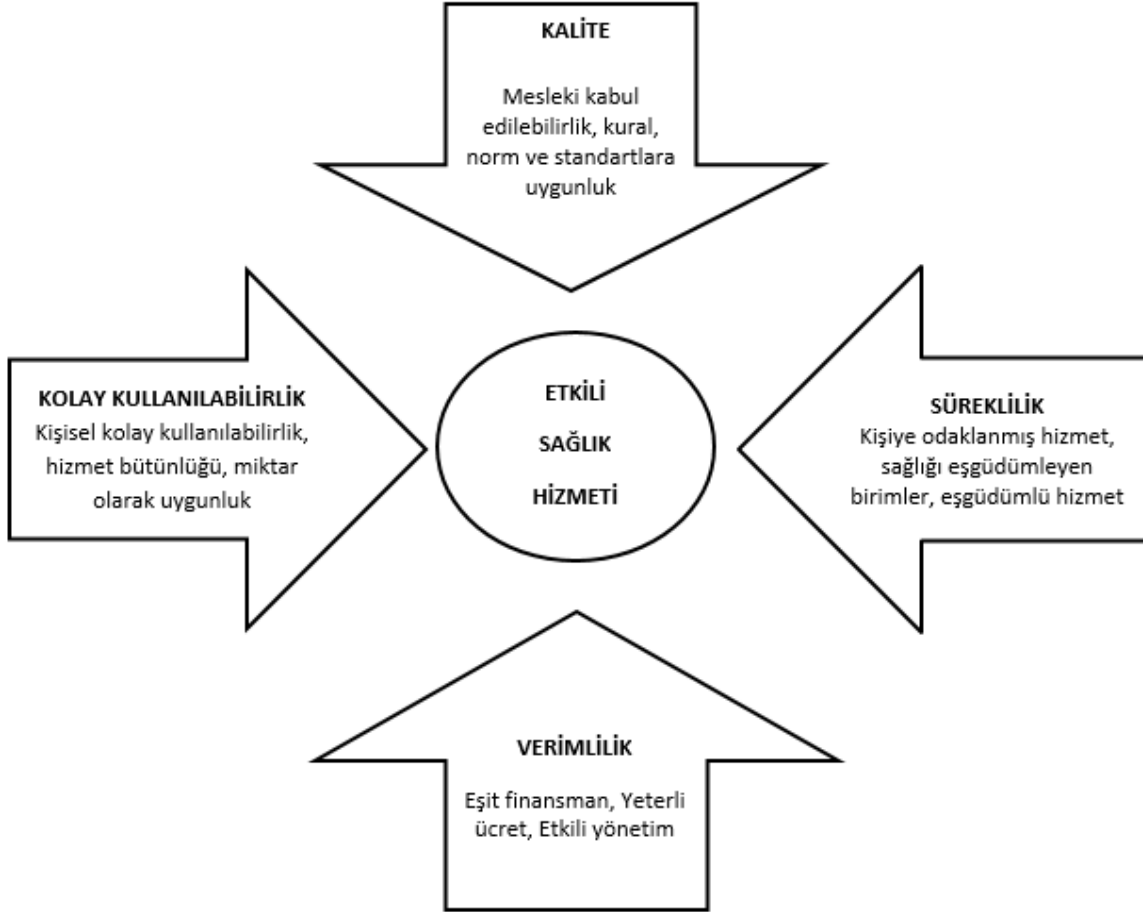 KALİTE
Mesleki kabul
edilebilirlik, kural,
norm ve standartlara
uygunluk
KOLAY KULLANILABİLİRLİK
Kişisel kolay kullanılabilirlik,
hizmet bütünlüğü, miktar
olarak uygunluk
ETKİLİ
SAĞLIK
HİZMETİ
SÜREKLİLİK
Kişiye odaklanmış hizmet,
sağlığı eşgüdümleyen
birimler, eşgüdümlü hizmet
VERİMLİLİK
Eşit finansman, Yeterli
ücret, Etkili yönetim